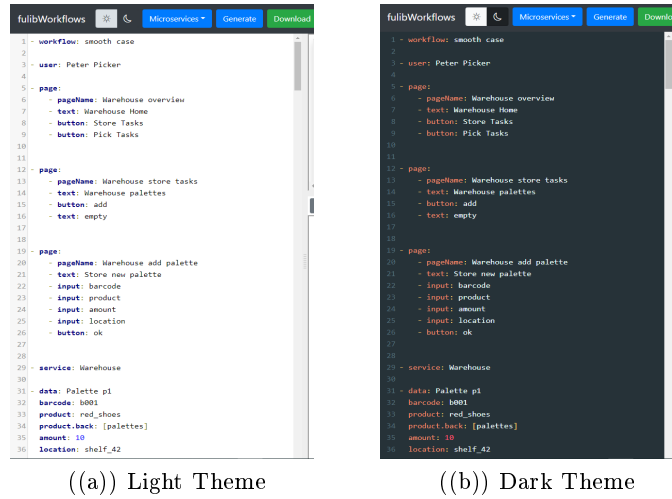 fulibWorkflows Microservices Generate Download
1 - workflow: smooth case
2
3 - user: Peter Picker
4
5 - page:
6 - pageName: Warehouse overview
7 - text: Warehouse Home
8 - button: Store Tasks
9 - button: Pick Tasks
10
11
12 - page:
13 - pageName: Warehouse store tasks
14 - text: Warehouse palettes
15 - button: add
16 - text: empty
17
18
19 - page:
20 - pageName: Warehouse add palette
21 - text: Store new palette
22 - input: barcode
23 - input: product
24 - input: amount
25 - input: location
26 - button: ok
27
28
29 - service: Warehouse
30
31 - data: Palette p1
32 barcode: b001
33 product: red_shoes
34 product.back: [palettes]
35 amount: 10
36 location: shelf_42
((a)) Light Theme
fulibWorkflows Microservices Generate Downlo
1 - workflow: smooth case
2
3 - user: Peter Picker
4
5 - page:
6 - pageName: Warehouse overview
7 - text: Warehouse Home
8 - button: Store Tasks
9 - button: Pick Tasks
10
11
12 - page:
13 - pageName: Warehouse store tasks
14 - text: Warehouse palettes
15 - button: add
16 - text: empty
17
18
19 - page:
20 - pageName: Warehouse add palette
21 - text: Store new palette
22 - input: barcode
23 - input: product
24 - input: amount
25 - input: location
26 - button: ok
27
28
29 - service: Warehouse
30
31 - data: Palette p1
32 barcode: b001
33 product: red_shoes
34 product.back: [palettes]
35 amount: 10
36 location: shelf_42
((b)) Dark Theme